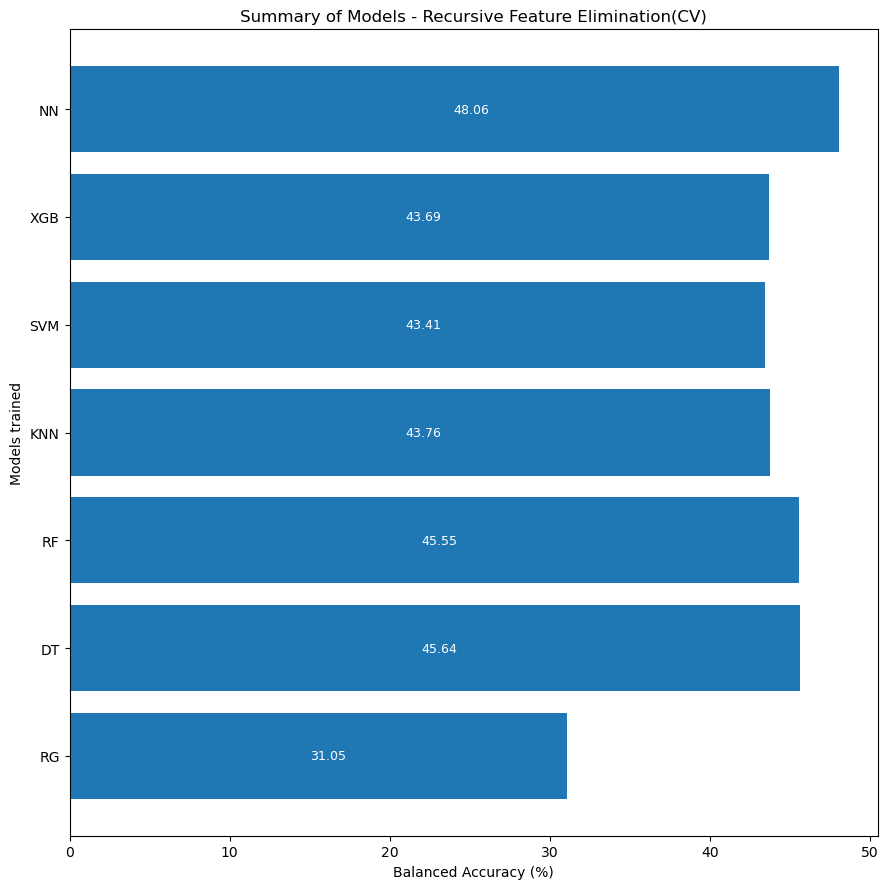 Summary of Models - Recursive Feature Elimination(CV)
Models trained
NN
48.06
XGB
43.69
SVM
43.41
KNN
43.76
RF
45.55
DT
45.64
RG
31.05
0 10 20 30 40 50
Balanced Accuracy (%)